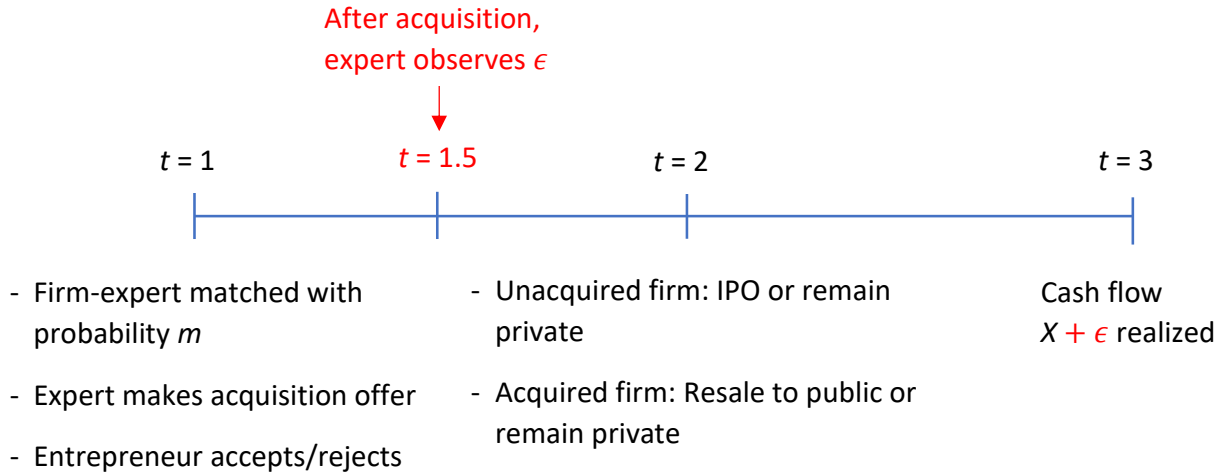 After acquisition,
expert observes ϵ
t = 1
t = 1.5
t = 2
t = 3
- Firm-expert matched with
probability m
- Expert makes acquisition offer
- Entrepreneur accepts/rejects
- Unacquired firm: IPO or remain
private
- Acquired firm: Resale to public or
remain private
Cash flow
X + ϵ realized